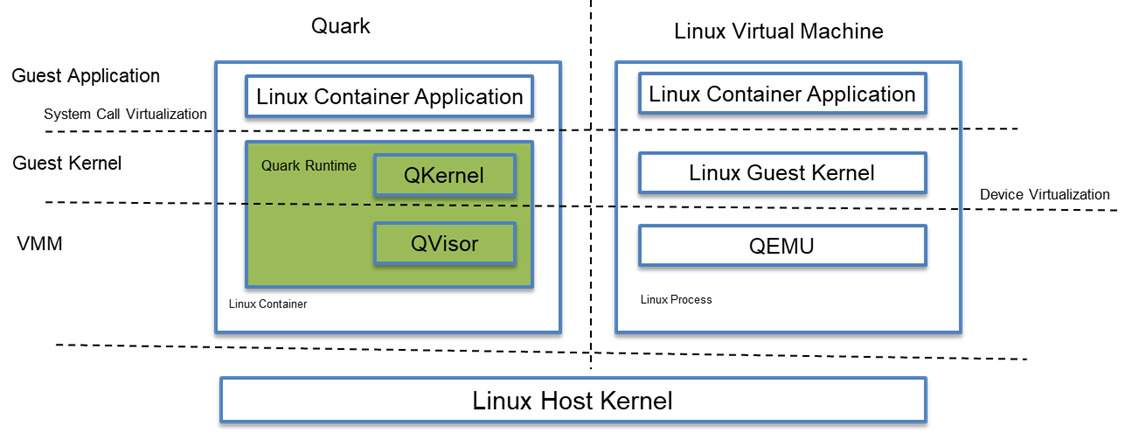 Quark
Linux Virtual Machine
Guest Application
Linux Container Application
Linux Container Application
System Call Virtualization
Guest Kernel
Quark Runtime
QKernel
Linux Guest Kernel
Device Virtualization
VMM
QVisor
QEMU
Linux Container
Linux Process
Linux Host Kernel